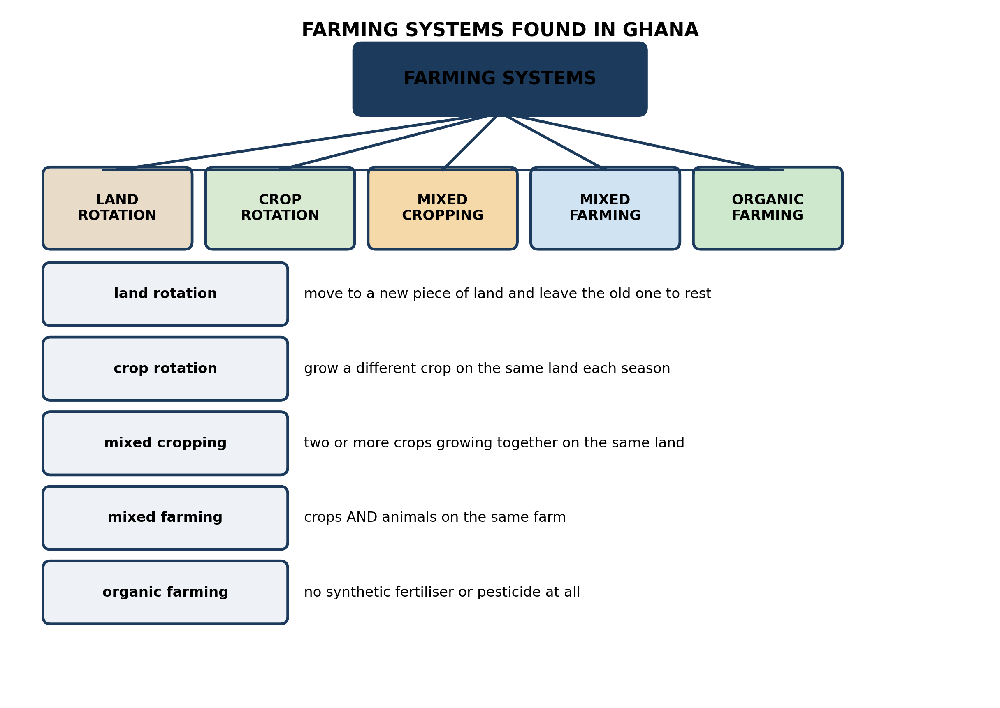 FARMING SYSTEMS FOUND IN GHANA
FARMING SYSTEMS
LAND
ROTATION
CROP
ROTATION
MIXED
CROPPING
MIXED
FARMING
ORGANIC
FARMING
land rotation
move to a new piece of land and leave the old one to rest
crop rotation
grow a different crop on the same land each season
mixed cropping
two or more crops growing together on the same land
mixed farming
crops AND animals on the same farm
organic farming
no synthetic fertiliser or pesticide at all